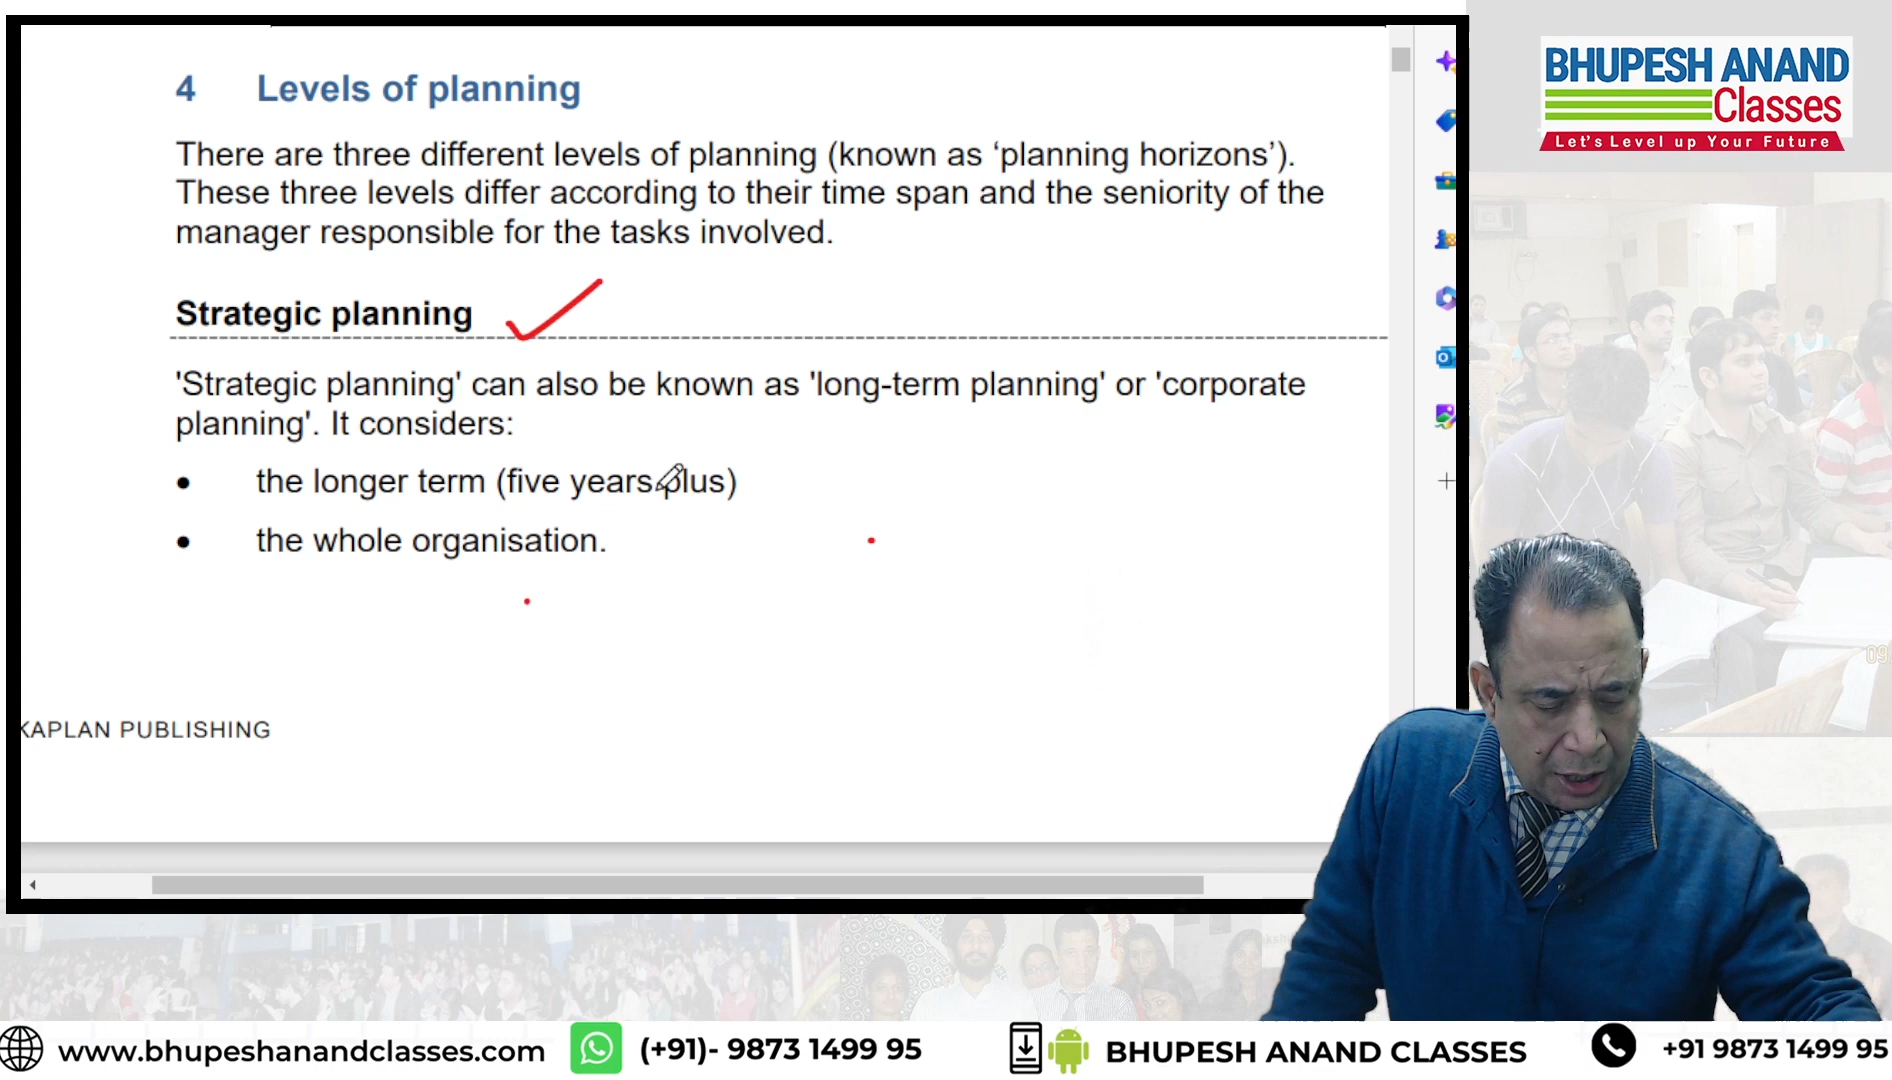 4 Levels of planning
There are three different levels of planning (known as ‘planning horizons’).
These three levels differ according to their time span and the seniority of the
manager responsible for the tasks involved.
Strategic planning
'Strategic planning' can also be known as 'long-term planning' or 'corporate
planning'. It considers:
• the longer term (five years plus)
• the whole organisation.
KAPLAN PUBLISHING
BHUPESH ANAND
Classes
Let's Level up Your Future
09
www.bhupeshanandclasses.com
(+91)- 9873 1499 95
BHUPESH ANAND CLASSES
+91 9873 1499 95